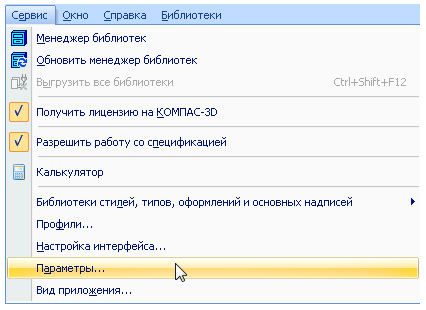 Сервис Окно Справка Библиотеки
Менеджер библиотек
Обновить менеджер библиотек
Выгрузить все библиотеки Ctrl+Shift+F12
Получить лицензию на КОМПАС-3D
Разрешить работу со спецификацией
Калькулятор
Библиотеки стилей, типов, оформлений и основных надписей
Профили...
Настройка интерфейса...
Параметры...
Вид приложения...